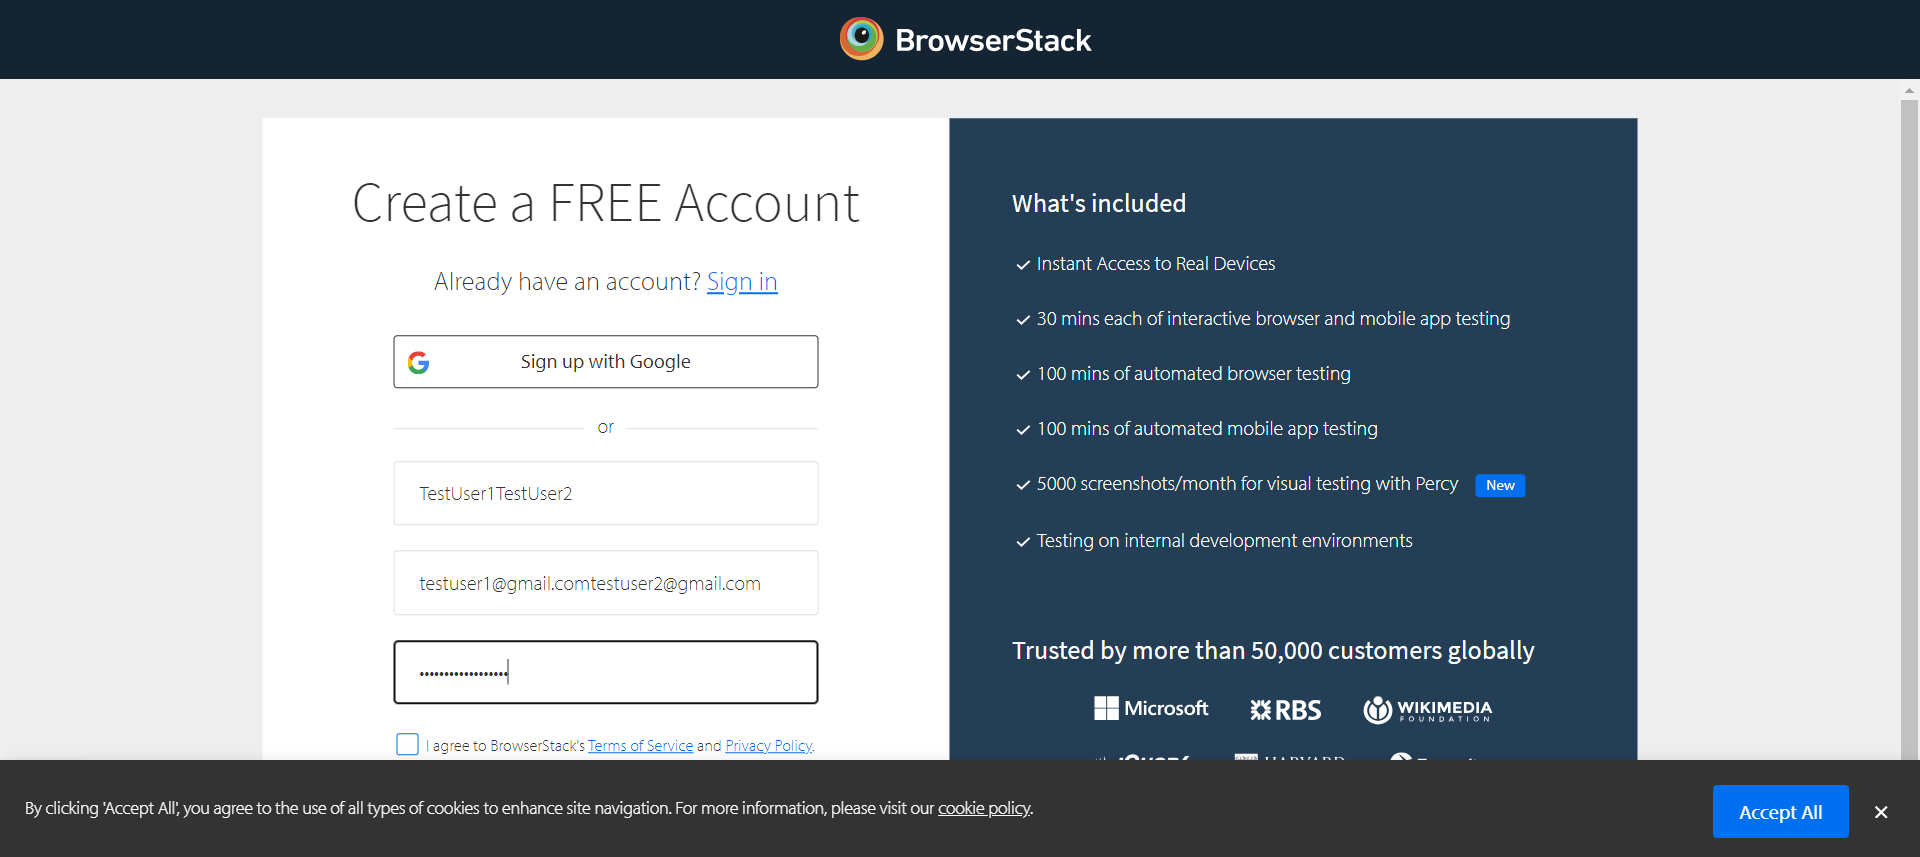 BrowserStack
Create a FREE Account
Already have an account? Sign in
Sign up with Google
or
TestUser1TestUser2
testuser1@gmail.comtestuser2@gmail.com
I agree to BrowserStack's Terms of Service and Privacy Policy.
What's included
Instant Access to Real Devices
30 mins each of interactive browser and mobile app testing
100 mins of automated browser testing
100 mins of automated mobile app testing
5000 screenshots/month for visual testing with Percy New
Testing on internal development environments
Trusted by more than 50,000 customers globally
Microsoft RBS WIKIMEDIA
FOUNDATION
HARVARD
By clicking 'Accept All', you agree to the use of all types of cookies to enhance site navigation. For more information, please visit our cookie policy.
Accept All